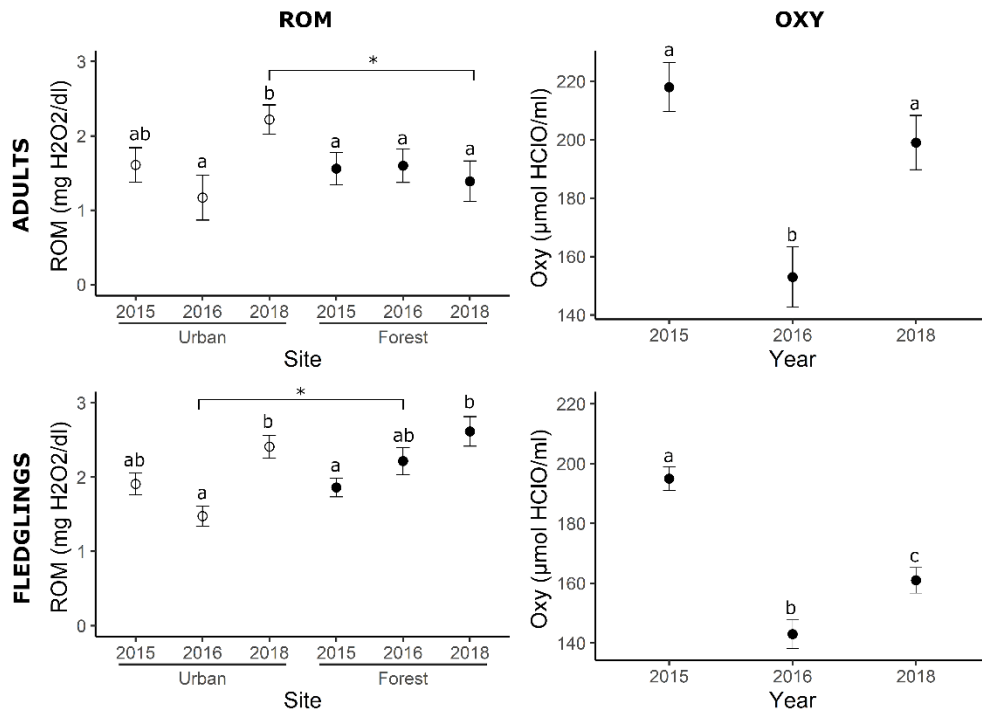 ROM
OXY
ADULTS
ROM (mg H2O2/dl)
3
2
1
0
ab
a
b
a
a
a
*
2015 2016 2018 2015 2016 2018
Urban Forest
Site
Oxy (µmol HClO/ml)
220
200
180
160
140
a
b
a
2015 2016 2018
Year
FLEDGLINGS
ROM (mg H2O2/dl)
3
2
1
0
ab
a
b
a
ab
b
*
2015 2016 2018 2015 2016 2018
Urban Forest
Site
Oxy (µmol HClO/ml)
220
200
180
160
140
a
b
c
2015 2016 2018
Year